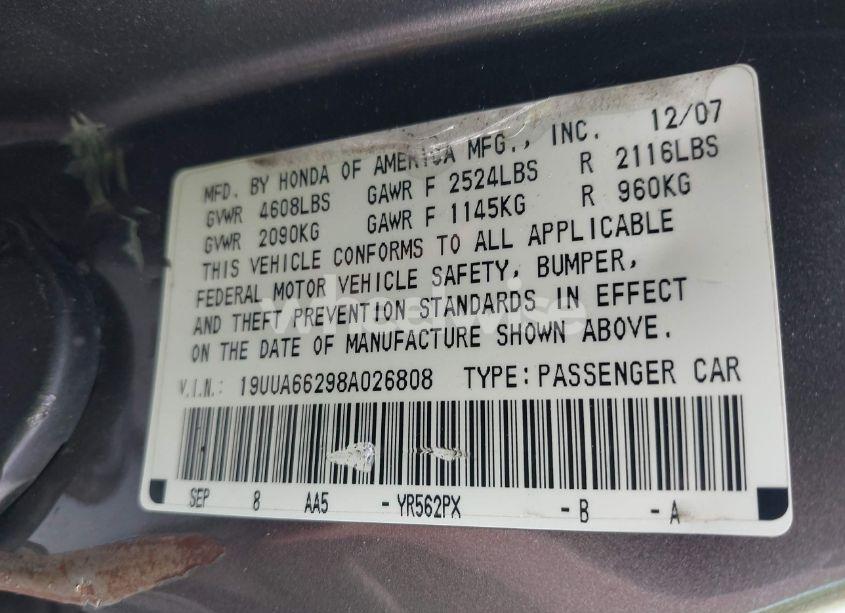 MFD. BY HONDA OF AMERICA MFG., INC. 12/07
GVWR 4608LBS GAWR F 2524LBS R 2116LBS
GVWR 2090KG GAWR F 1145KG R 960KG
THIS VEHICLE CONFORMS TO ALL APPLICABLE
FEDERAL MOTOR VEHICLE SAFETY, BUMPER,
AND THEFT PREVENTION STANDARDS IN EFFECT
ON THE DATE OF MANUFACTURE SHOWN ABOVE.
V.I.N.: 19UUA66298A026808 TYPE: PASSENGER CAR
SEP 8 AA5 - YR562PX - B - A
wheelwise